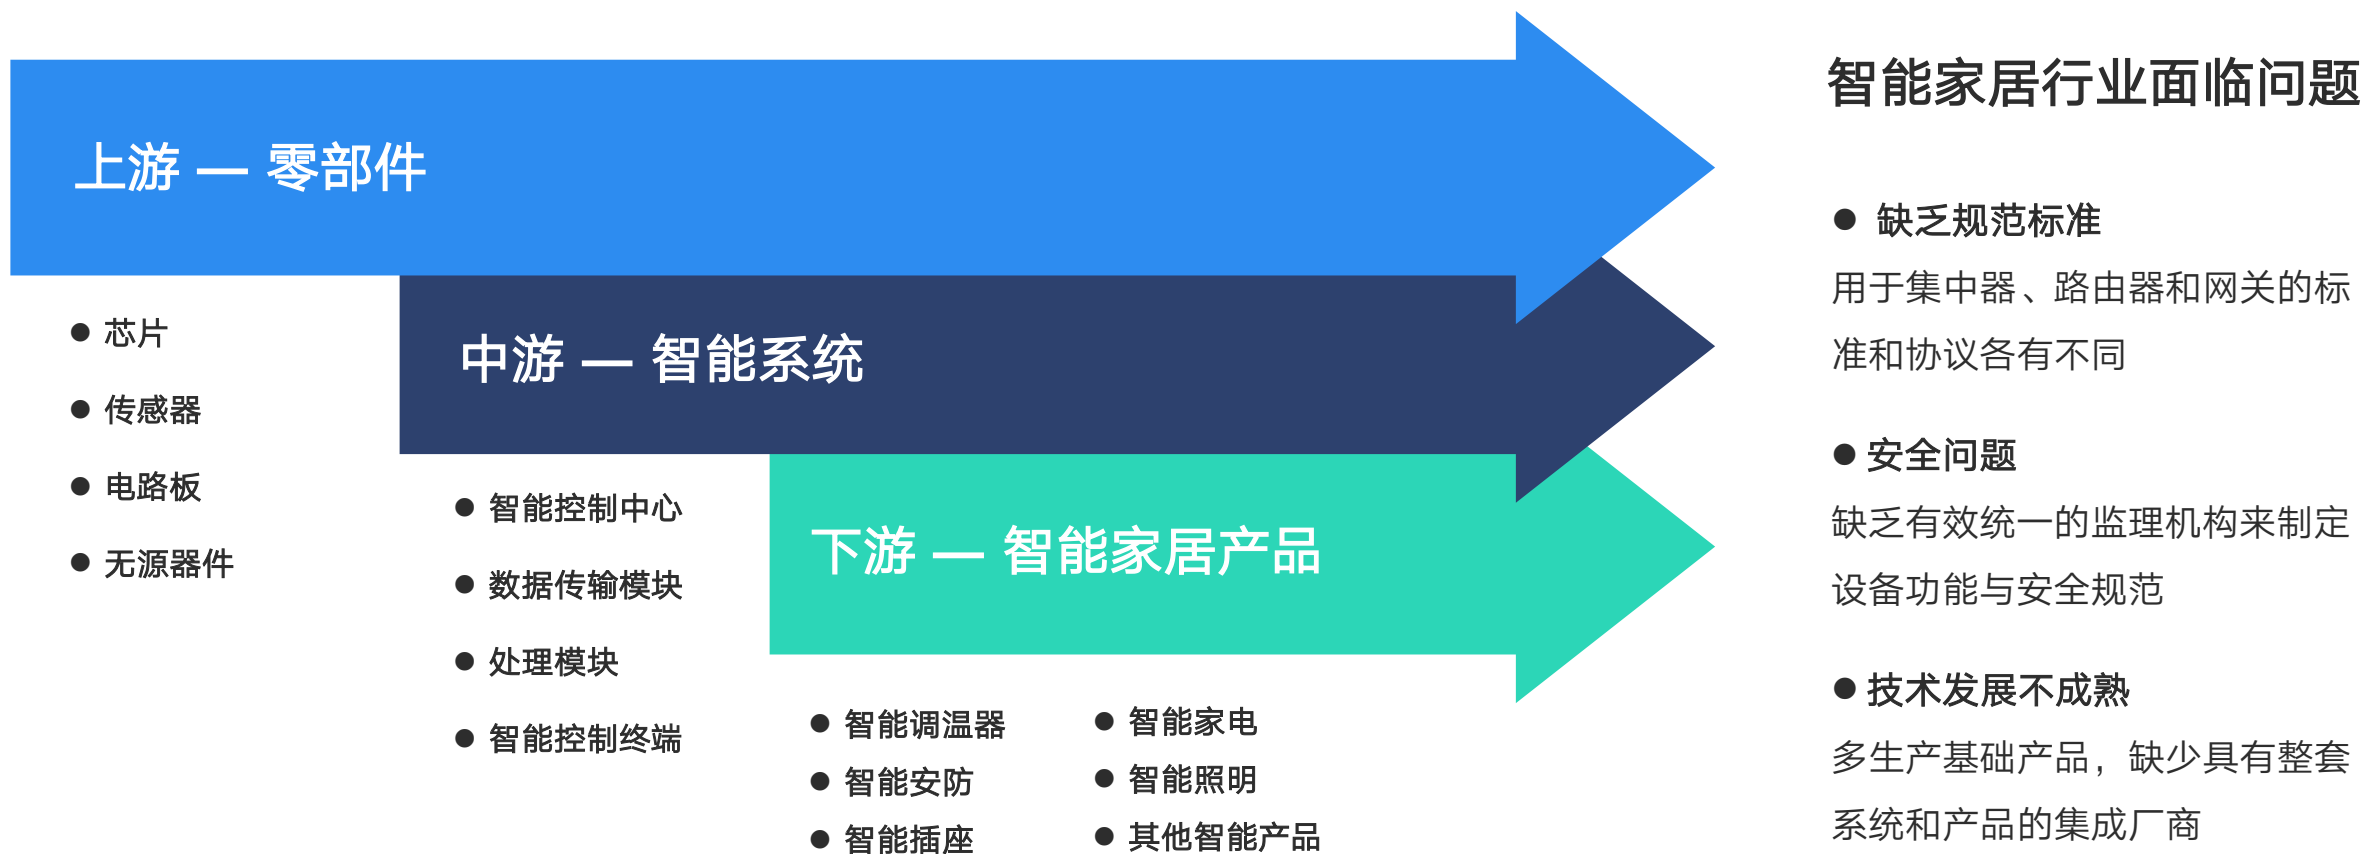 上游 — 零部件
● 芯片
● 传感器
● 电路板
● 无源器件
中游 — 智能系统
● 智能控制中心
● 数据传输模块
● 处理模块
● 智能控制终端
下游 — 智能家居产品
● 智能调温器
● 智能安防
● 智能插座
● 智能家电
● 智能照明
● 其他智能产品
智能家居行业面临问题
● 缺乏规范标准
用于集中器、路由器和网关的标
准和协议各有不同
● 安全问题
缺乏有效统一的监理机构来制定
设备功能与安全规范
● 技术发展不成熟
多生产基础产品，缺少具有整套
系统和产品的集成厂商